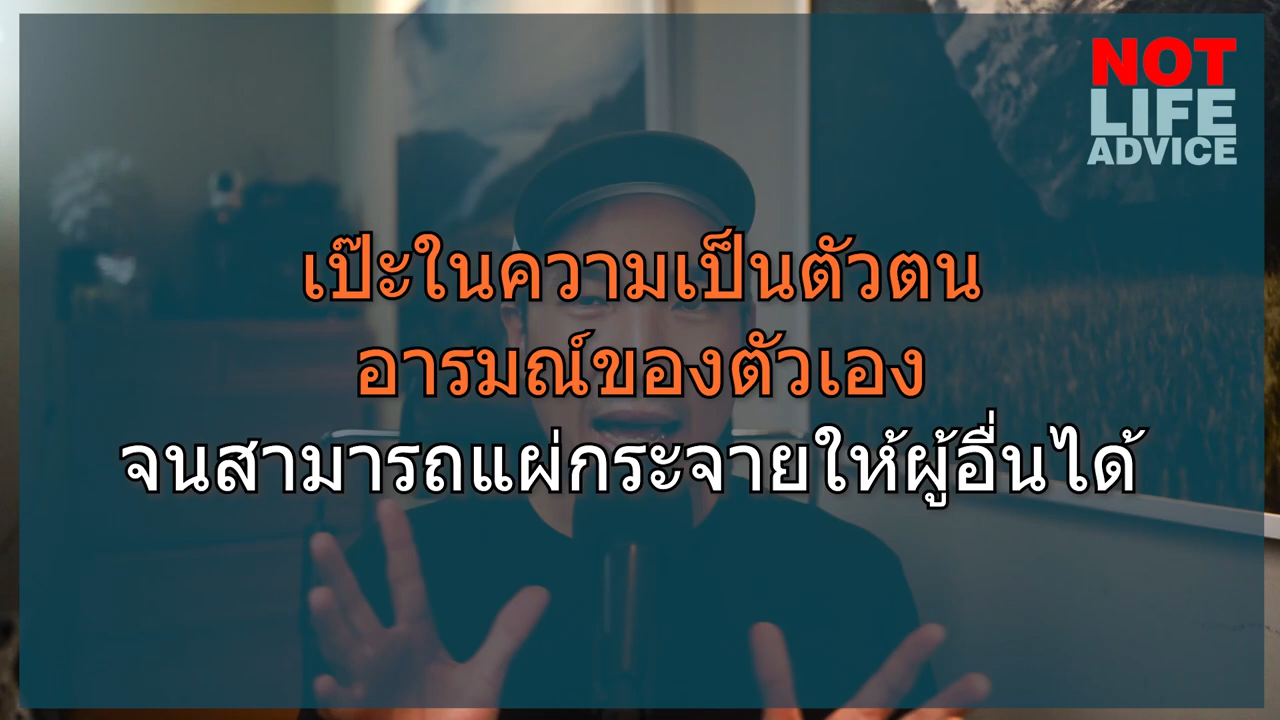 NOT
LIFE
ADVICE
เป๊ะในความเป็นตัวตน
อารมณ์ของตัวเอง
จนสามารถแผ่กระจายให้ผู้อื่นได้